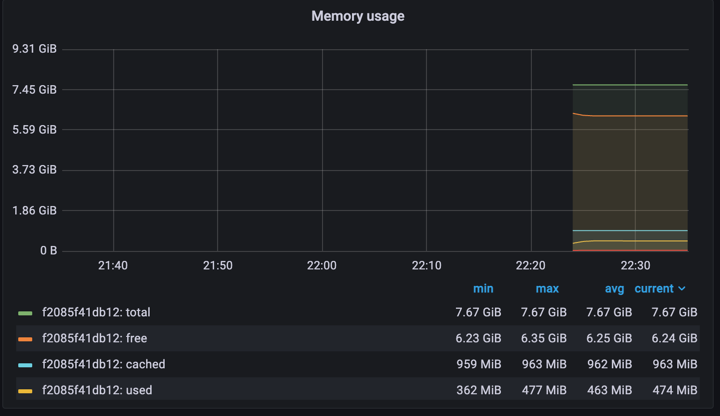 Memory usage
9.31 GiB
7.45 GiB
5.59 GiB
3.73 GiB
1.86 GiB
0 B
21:40 21:50 22:00 22:10 22:20 22:30
min max avg current
f2085f41db12: total 7.67 GiB 7.67 GiB 7.67 GiB 7.67 GiB
f2085f41db12: free 6.23 GiB 6.35 GiB 6.25 GiB 6.24 GiB
f2085f41db12: cached 959 MiB 963 MiB 962 MiB 963 MiB
f2085f41db12: used 362 MiB 477 MiB 463 MiB 474 MiB